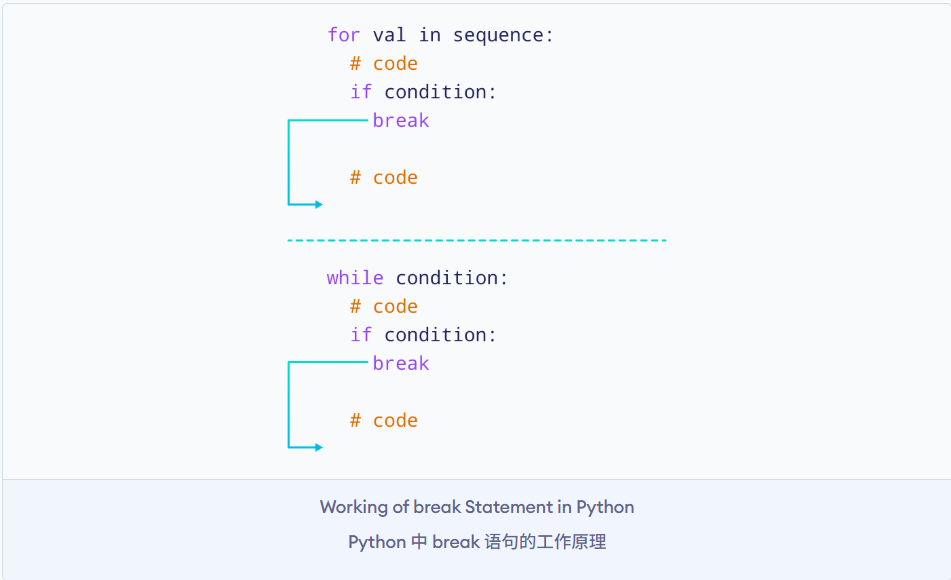 for val in sequence:
# code
if condition:
break
# code
while condition:
# code
if condition:
break
# code
Working of break Statement in Python
Python 中 break 语句的工作原理